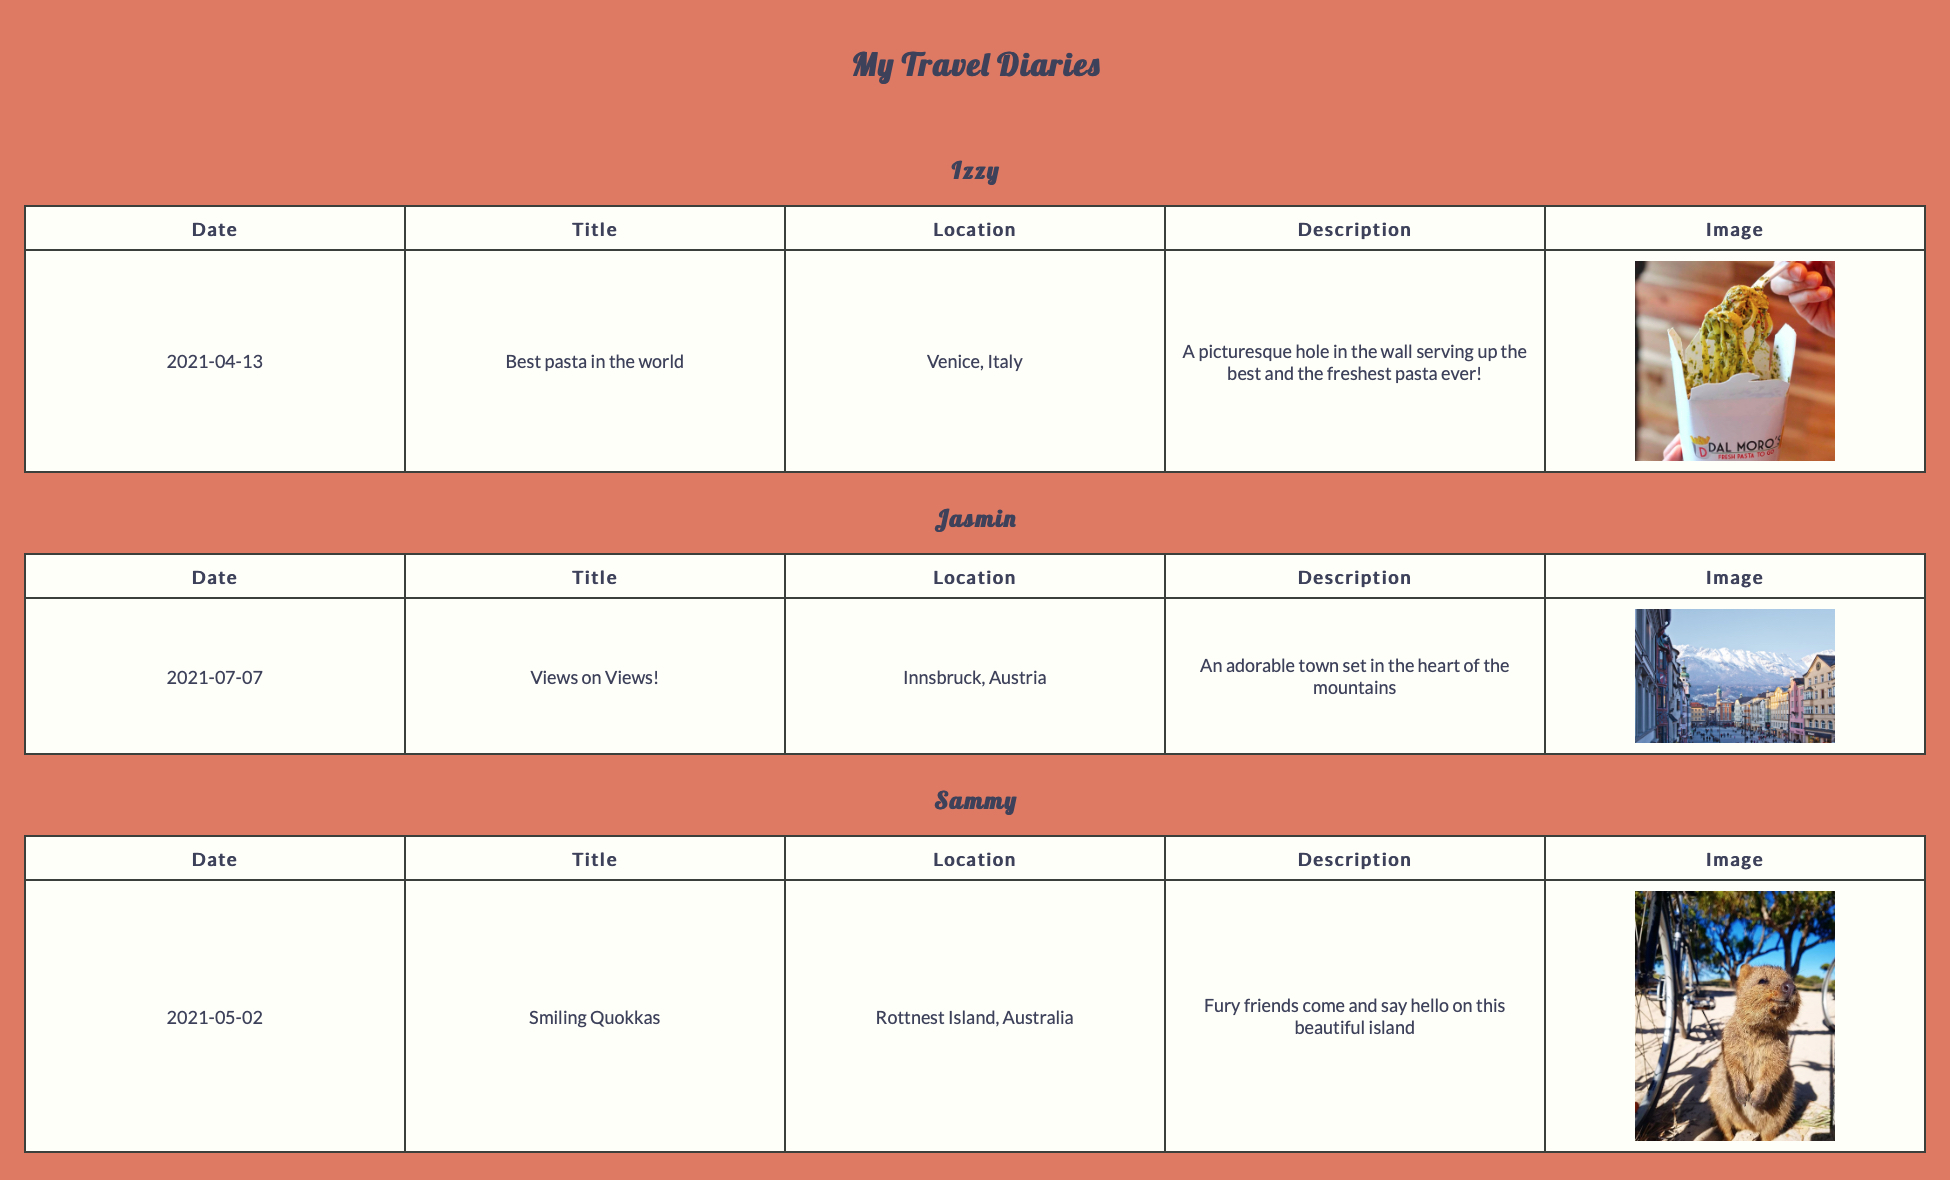 My Travel Diaries
Izzy
Date Title Location Description Image
2021-04-13 Best pasta in the world Venice, Italy A picturesque hole in the wall serving up the
best and the freshest pasta ever!
DDAL MORO'S
FRESH PASTA TO GO
Jasmin
Date Title Location Description Image
2021-07-07 Views on Views! Innsbruck, Austria An adorable town set in the heart of the
mountains
Sammy
Date Title Location Description Image
2021-05-02 Smiling Quokkas Rottnest Island, Australia Fury friends come and say hello on this
beautiful island